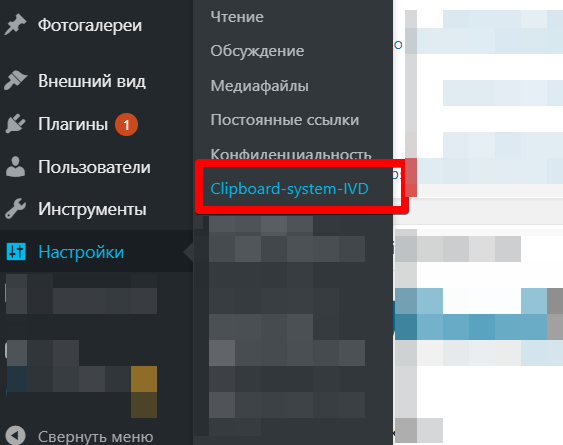 Фотогалереи
Внешний вид
Плагины 1
Пользователи
Инструменты
Настройки
Свернуть меню
Чтение
Обсуждение
Медиафайлы
Постоянные ссылки
Конфиденциальность
Clipboard-system-IVD